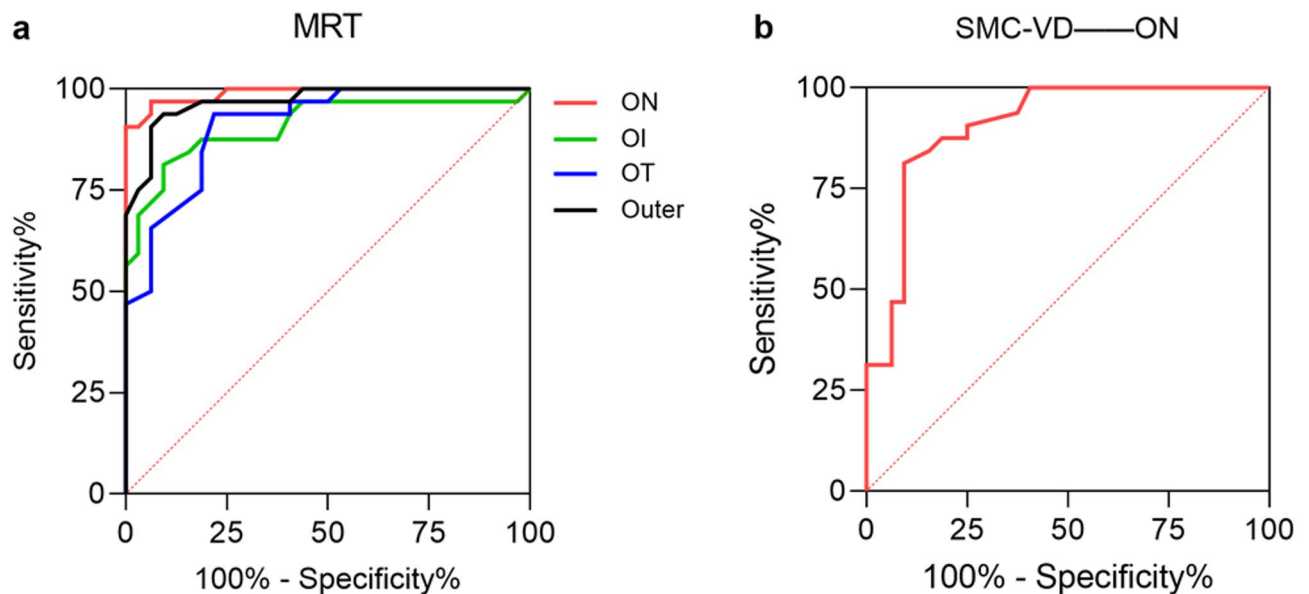 a
MRT
100
75
50
25
0
Sensitivity%
0 25 50 75 100
100% - Specificity%
ON
OI
OT
Outer
b
SMC-VD——ON
100
75
50
25
0
Sensitivity%
0 25 50 75 100
100% - Specificity%